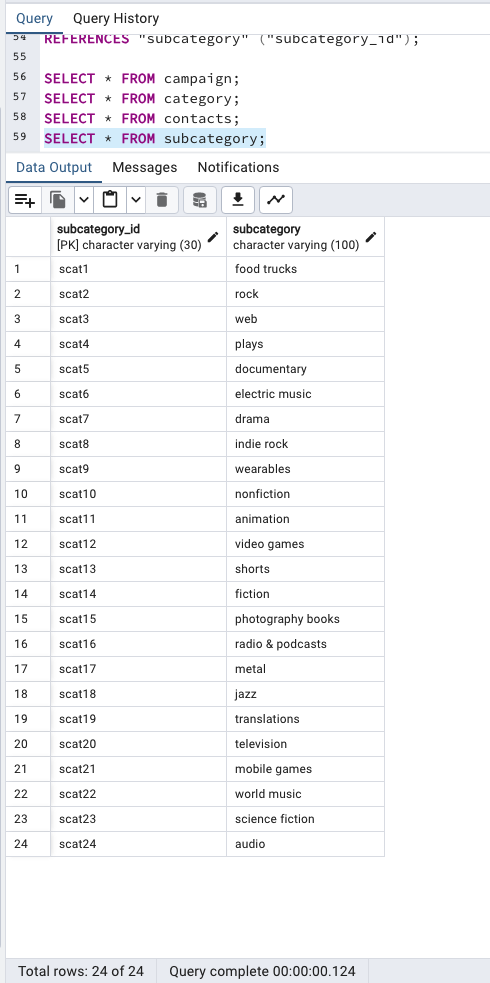 Query Query History
54 REFERENCES "subcategory" ("subcategory_id");
55
56 SELECT * FROM campaign;
57 SELECT * FROM category;
58 SELECT * FROM contacts;
59 SELECT * FROM subcategory;
Data Output Messages Notifications
subcategory_id subcategory
[PK] character varying (30) character varying (100)
1 scat1 food trucks
2 scat2 rock
3 scat3 web
4 scat4 plays
5 scat5 documentary
6 scat6 electric music
7 scat7 drama
8 scat8 indie rock
9 scat9 wearables
10 scat10 nonfiction
11 scat11 animation
12 scat12 video games
13 scat13 shorts
14 scat14 fiction
15 scat15 photography books
16 scat16 radio & podcasts
17 scat17 metal
18 scat18 jazz
19 scat19 translations
20 scat20 television
21 scat21 mobile games
22 scat22 world music
23 scat23 science fiction
24 scat24 audio
Total rows: 24 of 24 Query complete 00:00:00.124